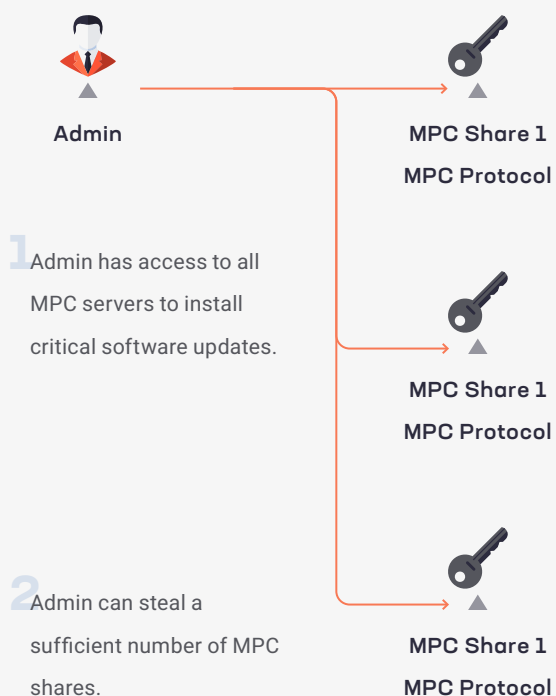 Admin
MPC Share 1
MPC Protocol
1
Admin has access to all
MPC servers to install
critical software updates.
MPC Share 1
MPC Protocol
2
Admin can steal a
sufficient number of MPC
shares.
MPC Share 1
MPC Protocol